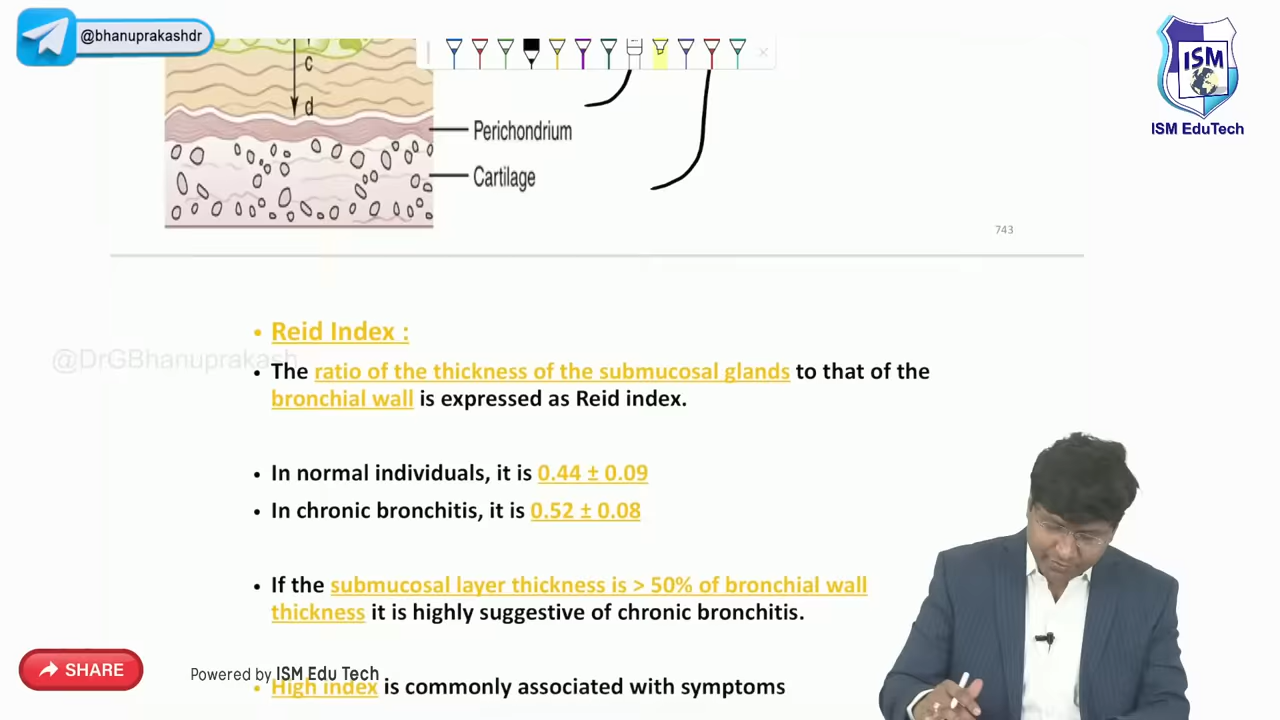 @bhanuprakashdr
c
d
Perichondrium
Cartilage
ISM
ISM EduTech
743
• Reid Index :
@DrGBhanuprakash
• The ratio of the thickness of the submucosal glands to that of the
bronchial wall is expressed as Reid index.
• In normal individuals, it is 0.44 ± 0.09
• In chronic bronchitis, it is 0.52 ± 0.08
• If the submucosal layer thickness is > 50% of bronchial wall
thickness it is highly suggestive of chronic bronchitis.
SHARE
Powered by ISM Edu Tech
• High index is commonly associated with symptoms